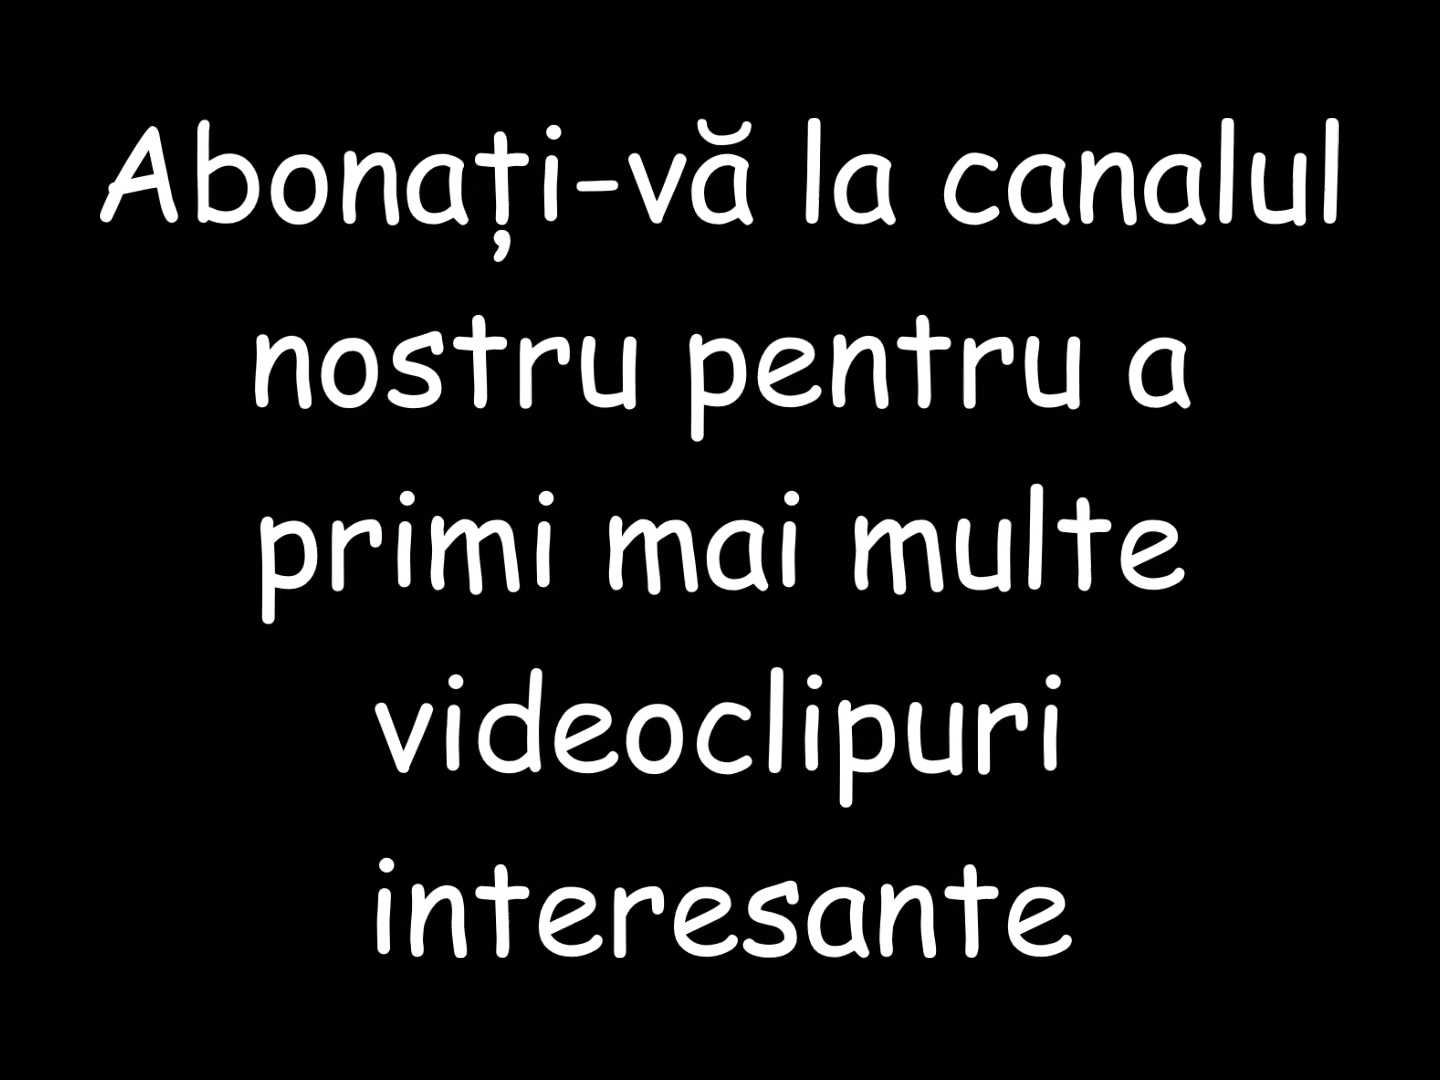 Abonați-vă la canalul
nostru pentru a
primi mai multe
videoclipuri
interesante